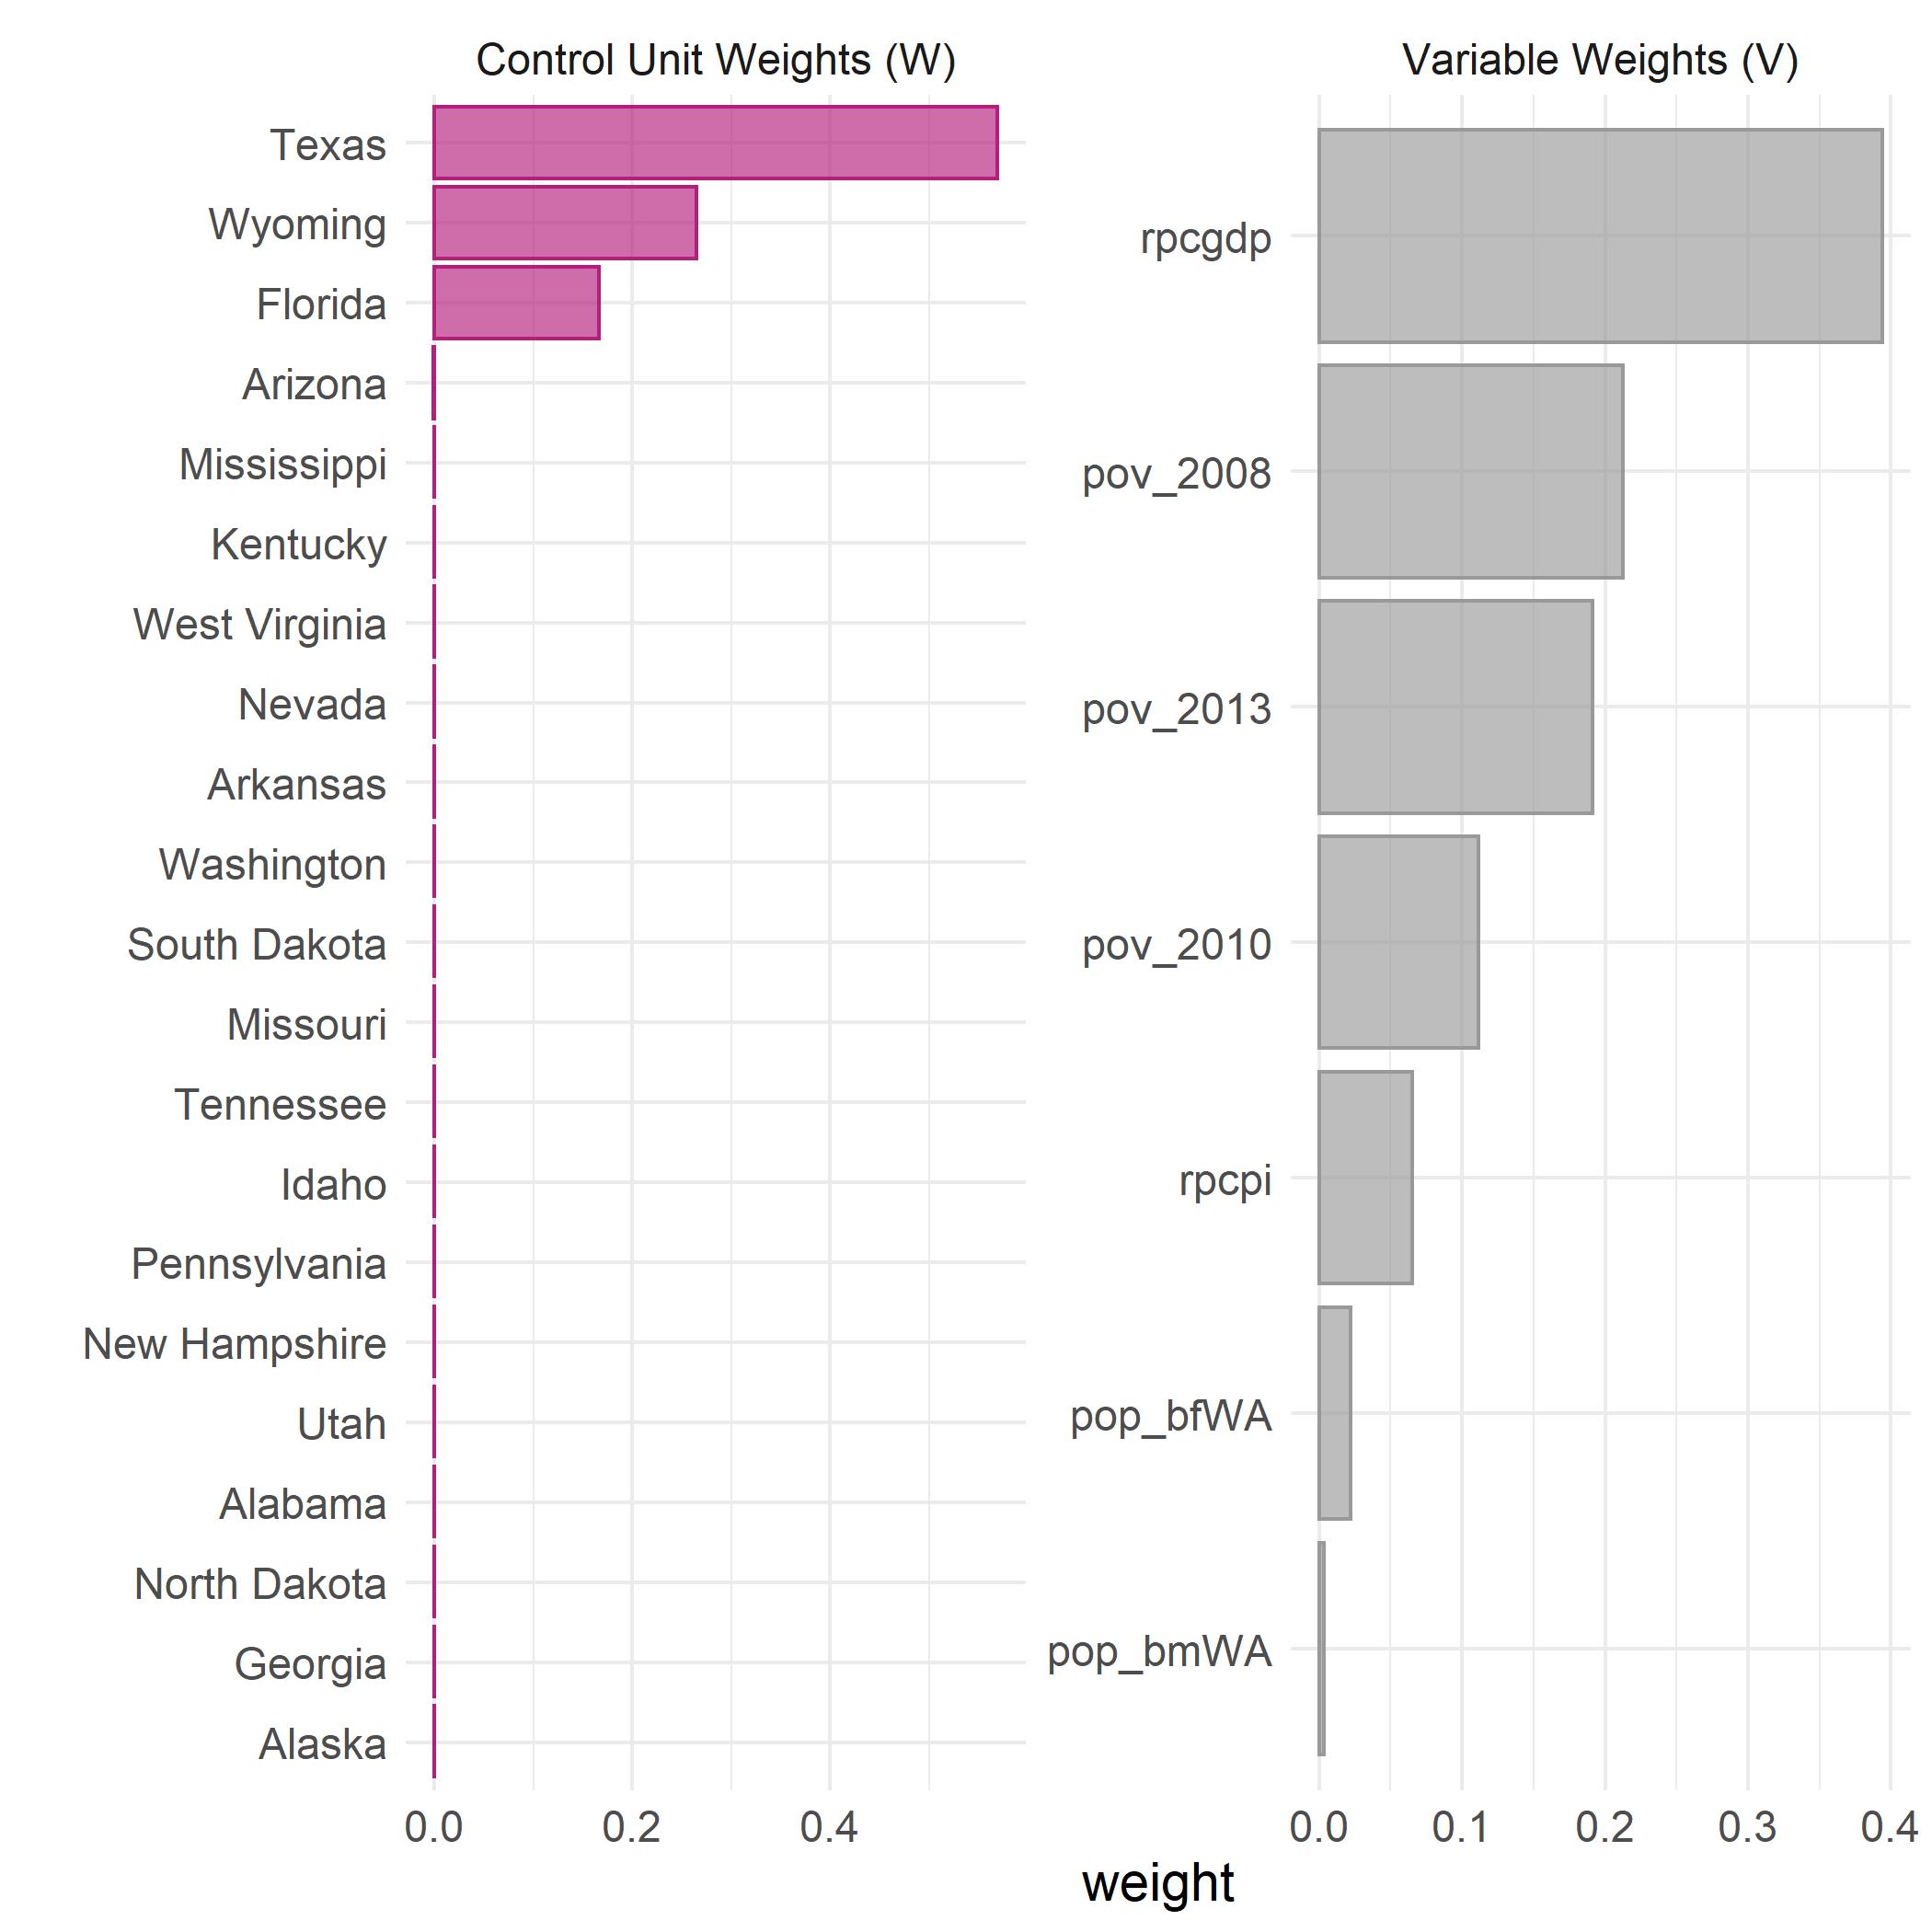 Control Unit Weights (W)
Texas
Wyoming
Florida
Arizona
Mississippi
Kentucky
West Virginia
Nevada
Arkansas
Washington
South Dakota
Missouri
Tennessee
Idaho
Pennsylvania
New Hampshire
Utah
Alabama
North Dakota
Georgia
Alaska
0.0 0.2 0.4
Variable Weights (V)
rpcgdp
pov_2008
pov_2013
pov_2010
rpcpi
pop_bfWA
pop_bmWA
0.0 0.1 0.2 0.3 0.4
weight